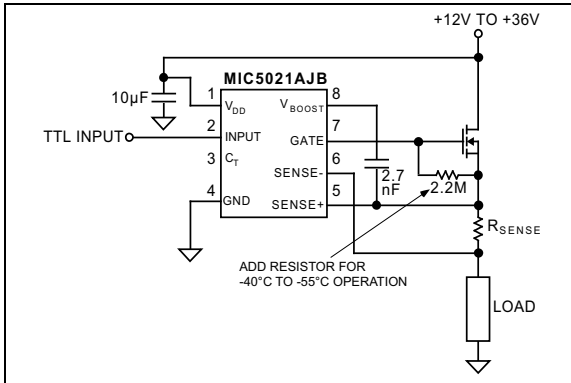 +12V TO +36V
MIC5021AJB
10µF
1
VDD
VBOOST
8
TTL INPUT
2
INPUT
GATE
7
3
CT
SENSE-
6
2.7
nF
2.2M
4
GND
SENSE+
5
RSENSE
ADD RESISTOR FOR
-40°C TO -55°C OPERATION
LOAD